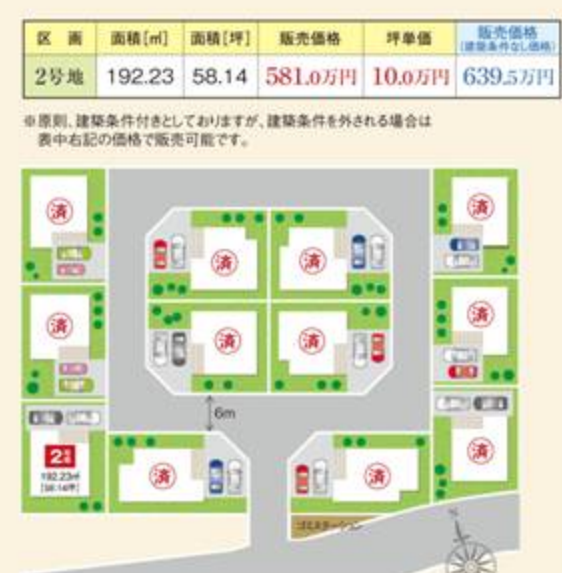 区 画 面積[㎡] 面積[坪] 販売価格 坪単価 販売価格
(建築条件なし価格)
2号地 192.23 58.14 581.0万円 10.0万円 639.5万円
※原則、建築条件付きとしておりますが、建築条件を外される場合は
表中右記の価格で販売可能です。
済 済
済 済
済 済
済 済
6m
2号地
192.23㎡
[58.14坪]
済 済 済
ゴミステーション
N